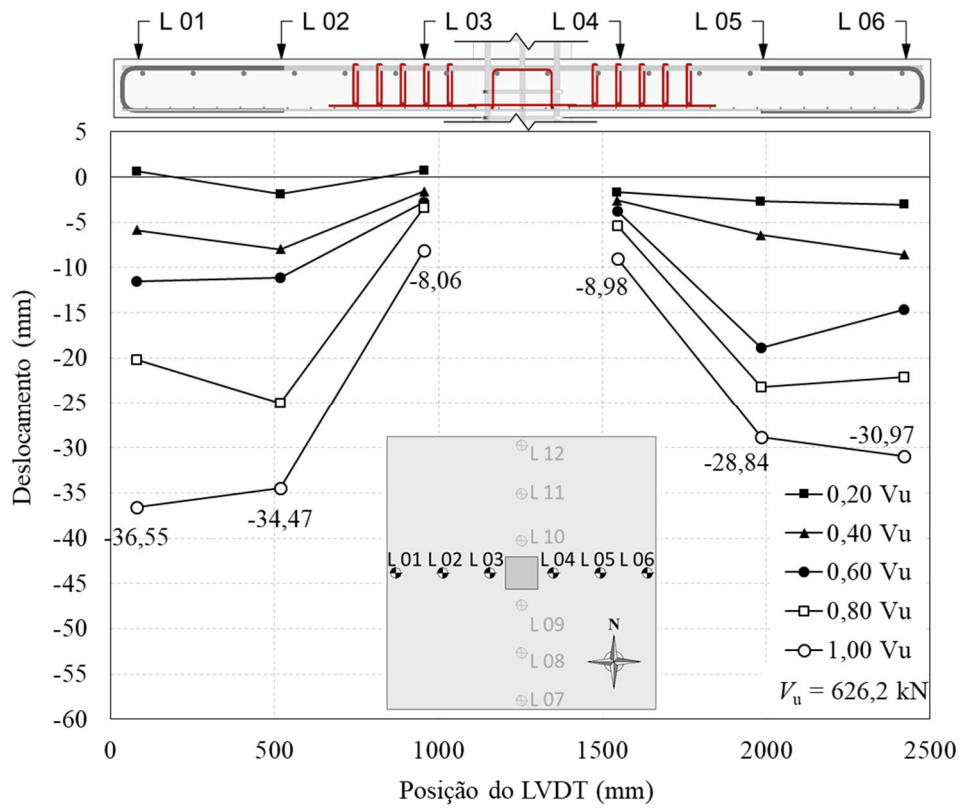 L 01 L 02 L 03 L 04 L 05 L 06
5
0
-5
-10
-15
-20
-25
-30
-35
-40
-45
-50
-55
-60
Deslocamento (mm)
-8,06
-8,98
-36,55
-34,47
-28,84
-30,97
L 12
L 11
L 10
L 01 L 02 L 03 L 04 L 05 L 06
L 09
L 08
L 07
N
0,20 Vu
0,40 Vu
0,60 Vu
0,80 Vu
1,00 Vu
Vu = 626,2 kN
0 500 1000 1500 2000 2500
Posição do LVDT (mm)